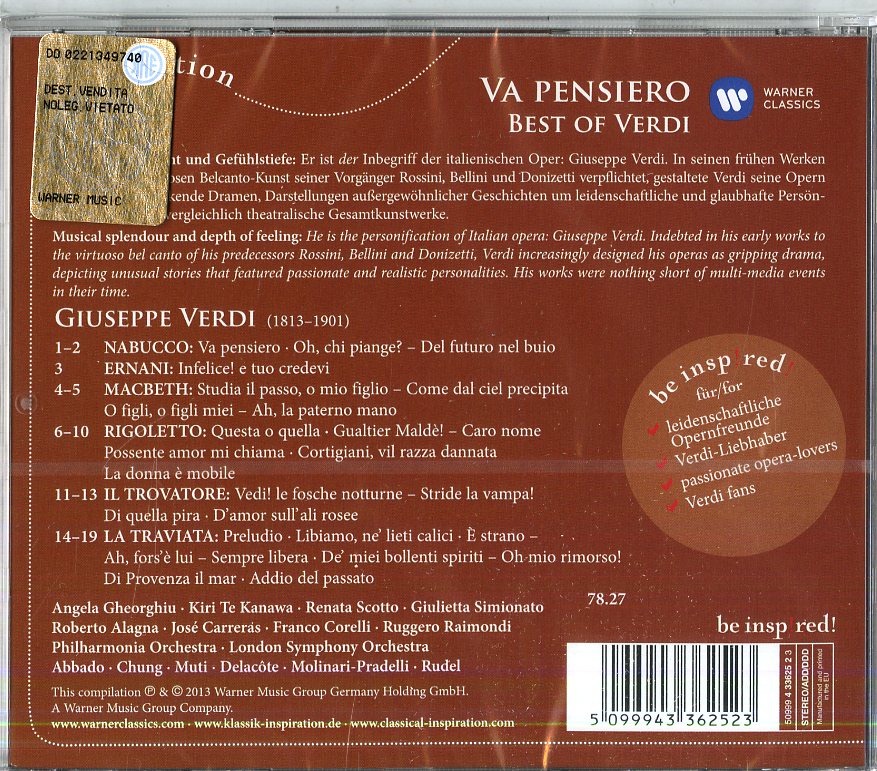 DO 0221349740
SIAE
DEST.VENDITA
NOLEG.VIETATO
WARNER MUSIC
tion
VA PENSIERO
BEST OF VERDI
WARNER
CLASSICS
und Gefühlstiefe: Er ist der Inbegriff der italienischen Oper: Giuseppe Verdi. In seinen frühen Werken
Belcanto-Kunst seiner Vorgänger Rossini, Bellini und Donizetti verpflichtet, gestaltete Verdi seine Opern
Dramen, Darstellungen außergewöhnlicher Geschichten um leidenschaftliche und glaubhafte Persön-
vergleichlich theatralische Gesamtkunstwerke.
Musical splendour and depth of feeling: He is the personification of Italian opera: Giuseppe Verdi. Indebted in his early works to
the virtuoso bel canto of his predecessors Rossini, Bellini and Donizetti, Verdi increasingly designed his operas as gripping drama,
depicting unusual stories that featured passionate and realistic personalities. His works were nothing short of multi-media events
in their time.
GIUSEPPE VERDI (1813–1901)
1–2 NABUCCO: Va pensiero · Oh, chi piange? – Del futuro nel buio
3 ERNANI: Infelice! e tuo credevi
4–5 MACBETH: Studia il passo, o mio figlio – Come dal ciel precipita
O figli, o figli miei – Ah, la paterno mano
6–10 RIGOLETTO: Questa o quella · Gualtier Maldè! – Caro nome
Possente amor mi chiama · Cortigiani, vil razza dannata
La donna è mobile
11–13 IL TROVATORE: Vedi! le fosche notturne – Stride la vampa!
Di quella pira · D'amor sull'ali rosee
14–19 LA TRAVIATA: Preludio · Libiamo, ne' lieti calici · È strano –
Ah, fors'è lui – Sempre libera · De' miei bollenti spiriti – Oh mio rimorso!
Di Provenza il mar · Addio del passato
be insp!red!
für/for
leidenschaftliche
Opernfreunde
Verdi-Liebhaber
passionate opera-lovers
Verdi fans
Angela Gheorghiu · Kiri Te Kanawa · Renata Scotto · Giulietta Simionato
Roberto Alagna · José Carreras · Franco Corelli · Ruggero Raimondi
Philharmonia Orchestra · London Symphony Orchestra
Abbado · Chung · Muti · Delacôte · Molinari-Pradelli · Rudel
78.27
be insp red!
This compilation ℗ & © 2013 Warner Music Group Germany Holding GmbH.
A Warner Music Group Company.
www.warnerclassics.com · www.klassik-inspiration.de · www.classical-inspiration.com
5 099943 362523
50999 4 33625 2 3
STEREO/ADD/DDD
Manufactured and printed
in the EU